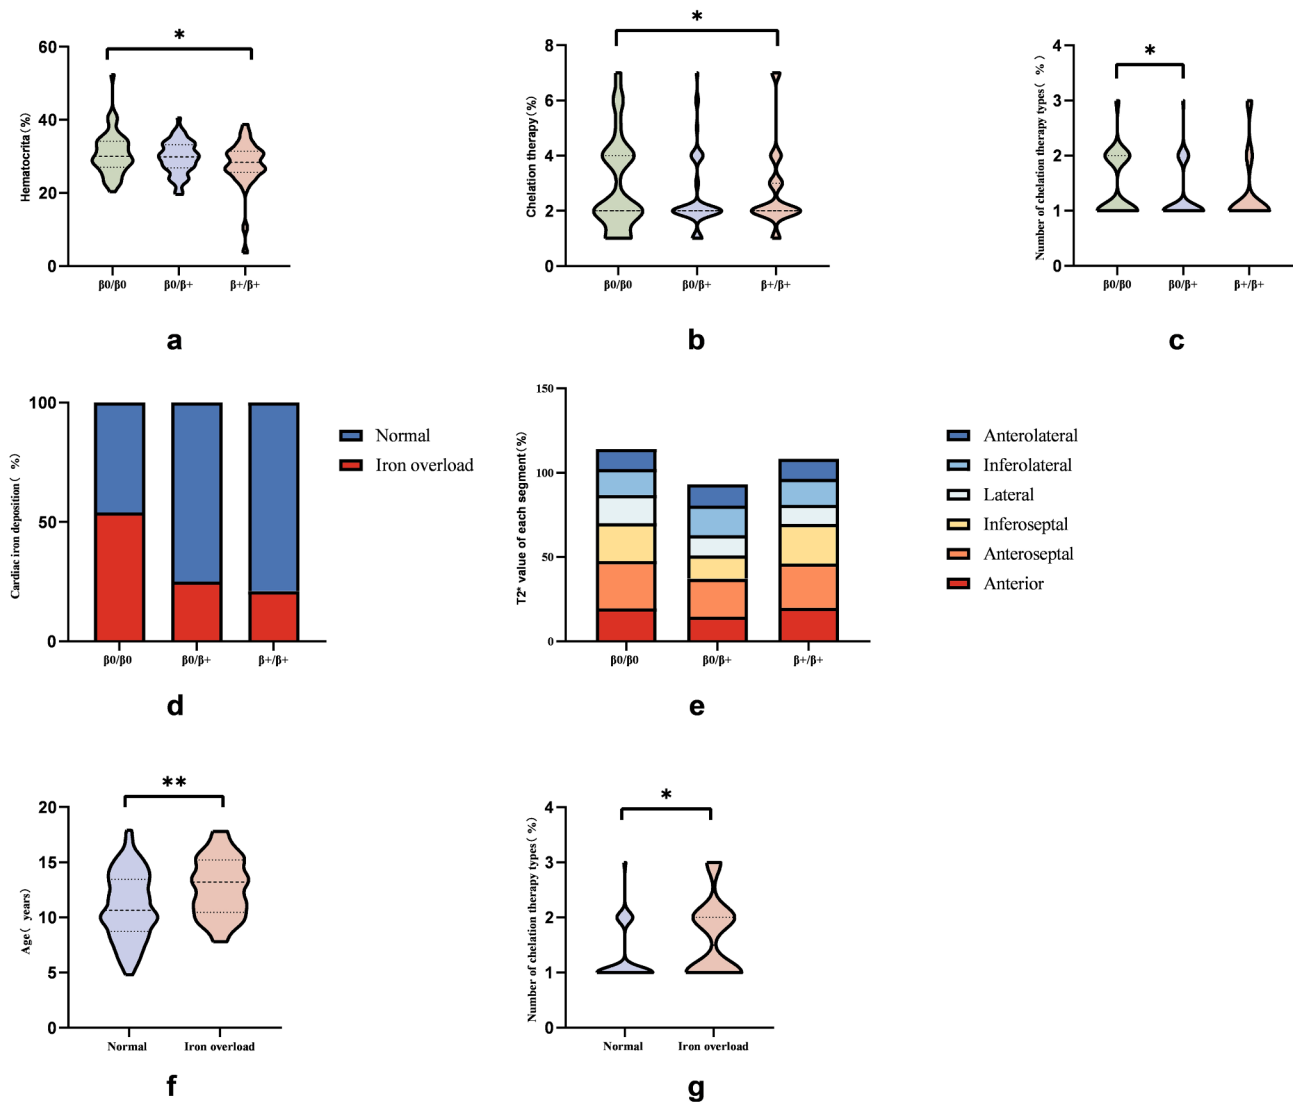 *
60
40
20
0
Hematocrita(%)
β0/β0 β0/β+ β+/β+
a
*
8
6
4
2
0
Chelation therapy(%)
β0/β0 β0/β+ β+/β+
b
*
4
3
2
1
0
Number of chelation therapy types( %)
β0/β0 β0/β+ β+/β+
c
100
50
0
Cardiac iron deposition( %)
β0/β0 β0/β+ β+/β+
Normal
Iron overload
d
150
100
50
0
T2* value of each segment(%)
β0/β0 β0/β+ β+/β+
Anterolateral
Inferolateral
Lateral
Inferoseptal
Anteroseptal
Anterior
e
**
20
15
10
5
0
Age( years)
Normal Iron overload
f
*
4
3
2
1
0
Number of chelation therapy types( %)
Normal Iron overload
g